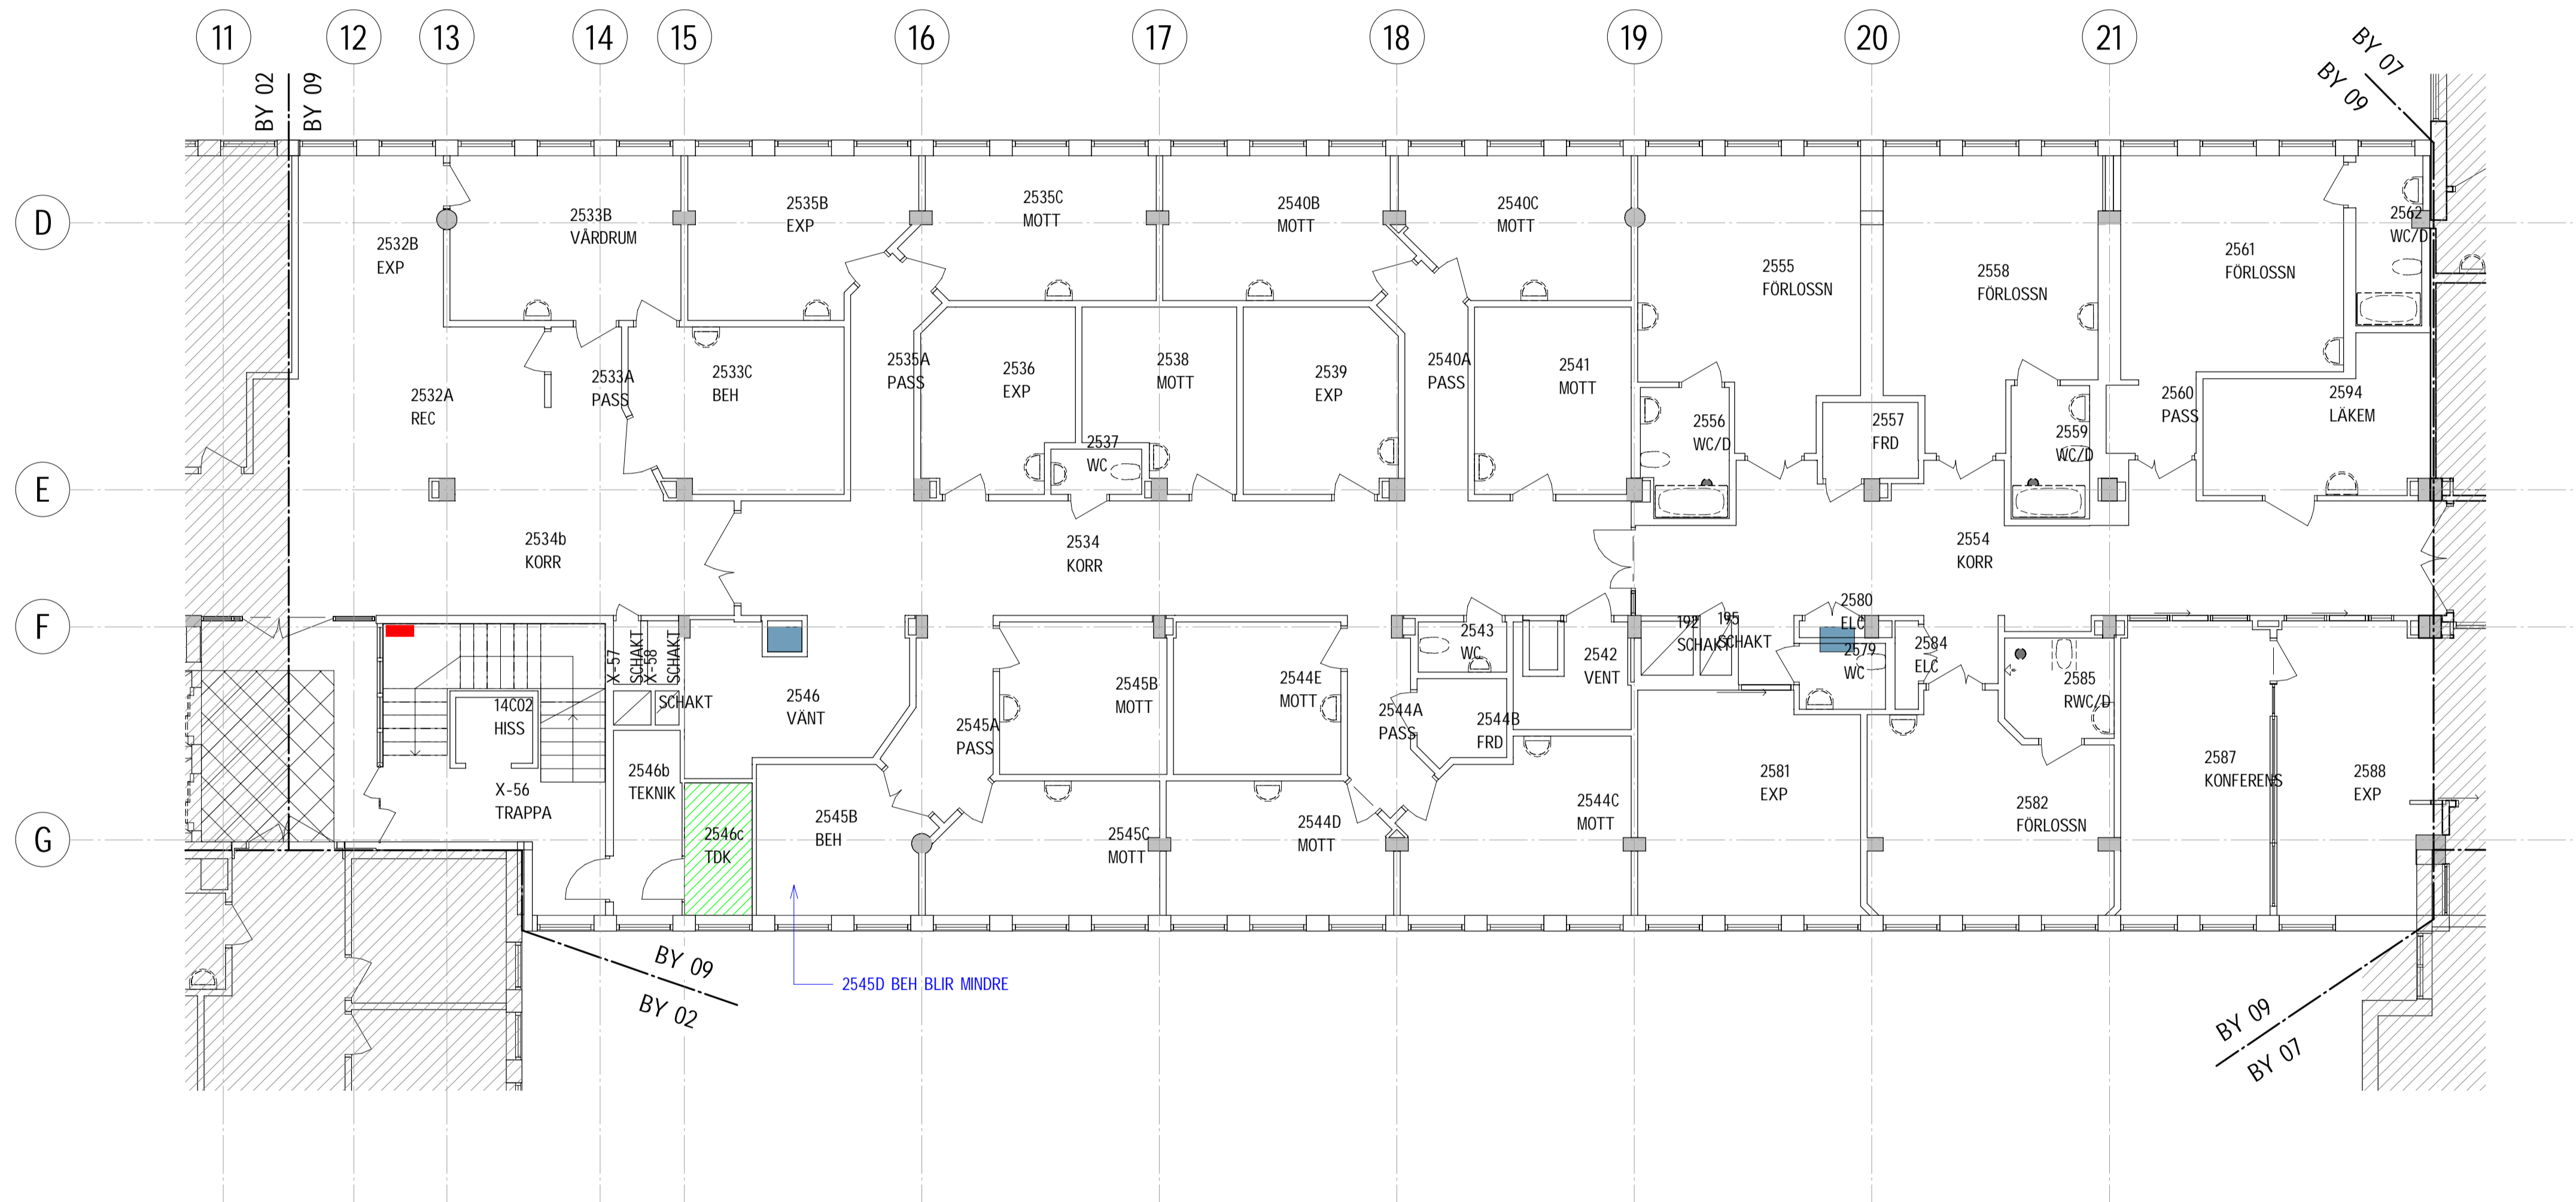 11
12
13
14
15
16
17
18
19
20
21
BY 02
BY 09
BY 07
BY 09
D
E
F
G
2532B
EXP
2533B
VÅRDRUM
2535B
EXP
2535C
MOTT
2540B
MOTT
2540C
MOTT
2555
FÖRLOSSN
2558
FÖRLOSSN
2561
FÖRLOSSN
2562
WC/D
2532A
REC
2533A
PASS
2533C
BEH
2535A
PASS
2536
EXP
2538
MOTT
2539
EXP
2540A
PASS
2541
MOTT
2537
WC
2556
WC/D
2557
FRD
2559
WC/D
2560
PASS
2594
LÄKEM
2534b
KORR
2534
KORR
2554
KORR
X-57
SCHAKT
X-58
SCHAKT
SCHAKT
2546
VÄNT
2545A
PASS
2545B
MOTT
2544E
MOTT
2544A
PASS
2543
WC
2544B
FRD
2542
VENT
192
SCHAKT
195
SCHAKT
2580
ELC
2579
WC
2584
ELC
2585
RWC/D
2587
KONFERENS
2588
EXP
14C02
HISS
X-56
TRAPPA
2546b
TEKNIK
2546c
TDK
2545B
BEH
2545C
MOTT
2544D
MOTT
2544C
MOTT
2581
EXP
2582
FÖRLOSSN
2545D BEH BLIR MINDRE
BY 09
BY 02
BY 09
BY 07